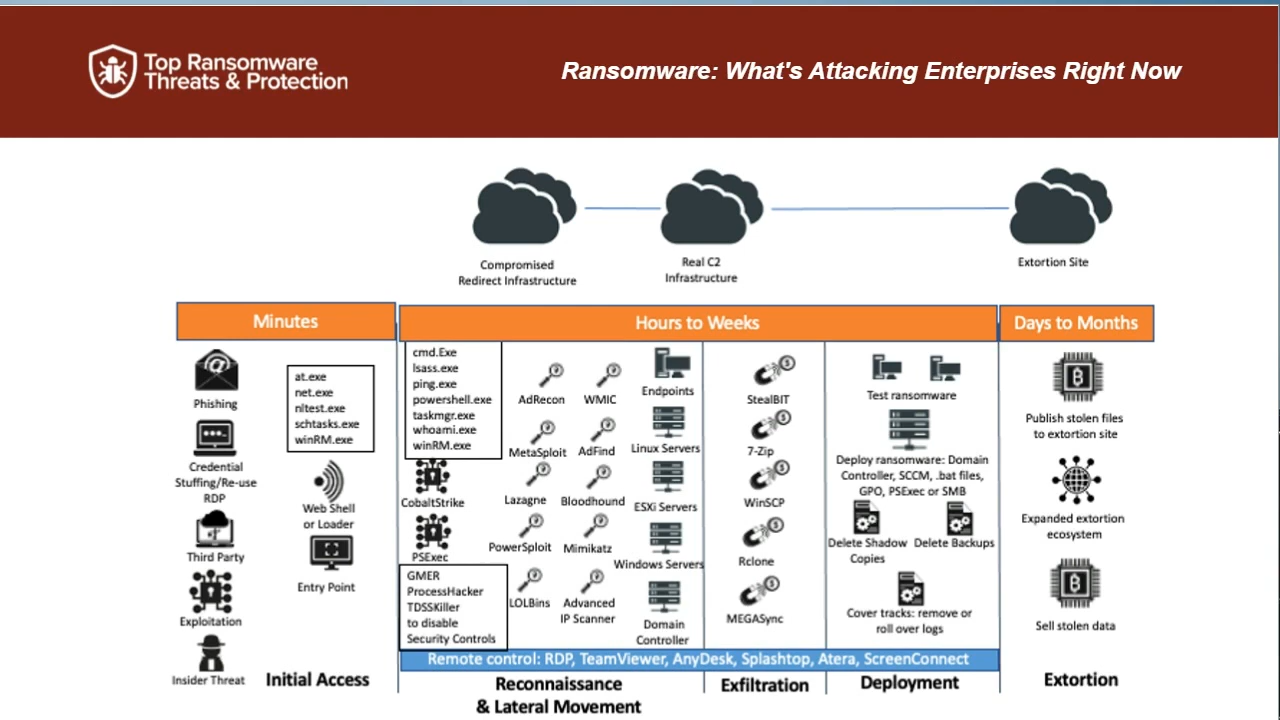 Top Ransomware
Threats & Protection
Ransomware: What's Attacking Enterprises Right Now
Compromised
Redirect Infrastructure
Real C2
Infrastructure
Extortion Site
Minutes
Hours to Weeks
Days to Months
Phishing
Credential
Stuffing/Re-use
RDP
Third Party
Exploitation
Insider Threat
at.exe
net.exe
nltest.exe
schtasks.exe
winRM.exe
Web Shell
or Loader
Entry Point
Initial Access
cmd.Exe
lsass.exe
ping.exe
powershell.exe
taskmgr.exe
whoami.exe
winRM.exe
CobaltStrike
PSExec
GMER
ProcessHacker
TDSSKiller
to disable
Security Controls
AdRecon
WMIC
MetaSploit
AdFind
Lazagne
Bloodhound
PowerSploit
Mimikatz
LOLBins
Advanced
IP Scanner
Endpoints
Linux Servers
ESXi Servers
Windows Servers
Domain
Controller
StealBIT
7-Zip
WinSCP
Rclone
MEGASync
Test ransomware
Deploy ransomware: Domain
Controller, SCCM, .bat files,
GPO, PSExec or SMB
Delete Shadow
Copies
Delete Backups
Cover tracks: remove or
roll over logs
Publish stolen files
to extortion site
Expanded extortion
ecosystem
Sell stolen data
Remote control: RDP, TeamViewer, AnyDesk, Splashtop, Atera, ScreenConnect
Reconnaissance
& Lateral Movement
Exfiltration
Deployment
Extortion